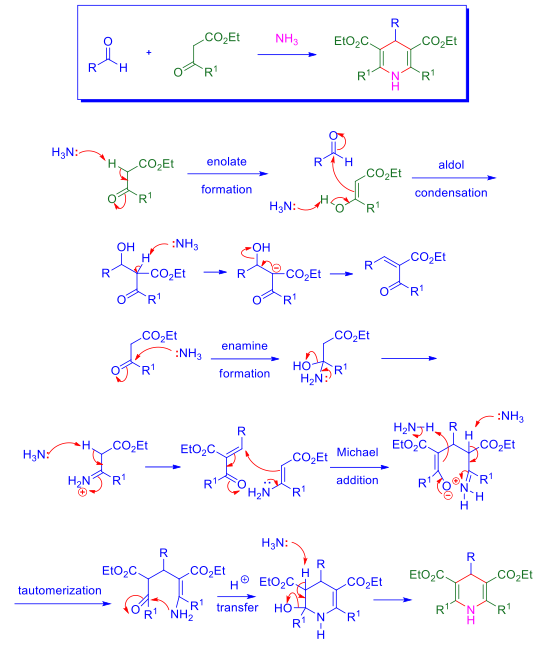 O
R H + CO₂Et O R¹ NH₃ EtO₂C R CO₂Et R¹ N H R¹
H₃N: H CO₂Et O R¹ enolate formation O R H CO₂Et H₃N: H O R¹ aldol condensation
OH H :NH₃ R CO₂Et O R¹ OH R ⊖ CO₂Et O R¹ R CO₂Et O R¹
CO₂Et O R¹ :NH₃ enamine formation CO₂Et HO R¹ H₂N:
H₃N: H CO₂Et H₂N ⊕ R¹ EtO₂C R R¹ O CO₂Et H₂N R¹ Michael addition H₂N-H R H :NH₃ EtO₂C CO₂Et R¹ O ⊖ ⊕ N H H R¹
tautomerization R EtO₂C CO₂Et O R¹ R¹ NH₂ H⊕ transfer H₃N: H R EtO₂C CO₂Et HO R¹ N H R¹ R EtO₂C CO₂Et R¹ N H R¹